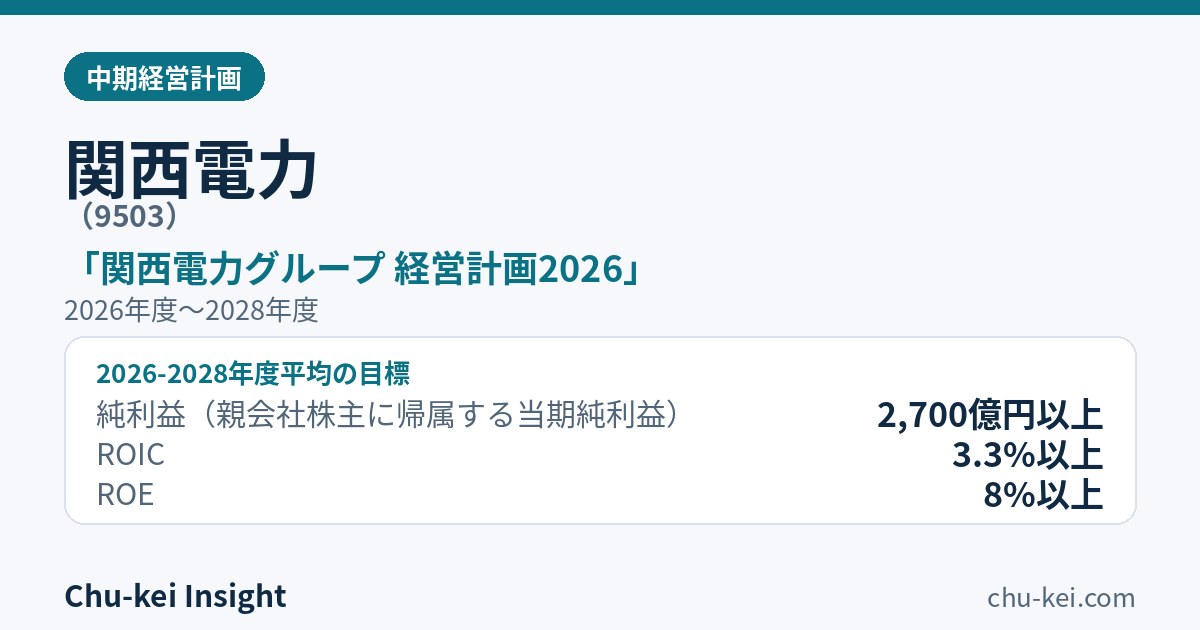 中期経営計画
関西電力
（9503）
「関西電力グループ 経営計画2026」
2026年度～2028年度
2026-2028年度平均の目標
純利益（親会社株主に帰属する当期純利益） 2,700億円以上
ROIC 3.3%以上
ROE 8%以上
Chu-kei Insight chu-kei.com